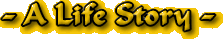 - A Life Story -